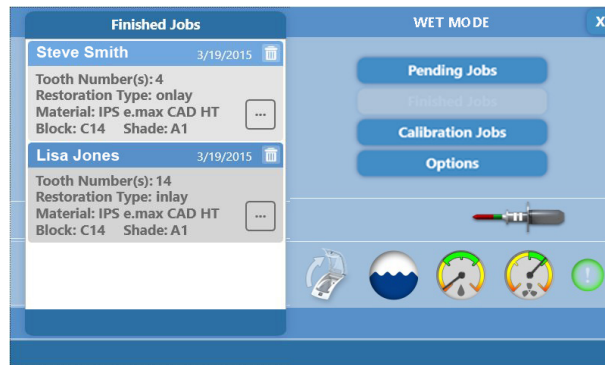 Finished Jobs
Steve Smith 3/19/2015
Tooth Number(s): 4
Restoration Type: onlay
Material: IPS e.max CAD HT
Block: C14 Shade: A1
...
Lisa Jones 3/19/2015
Tooth Number(s): 14
Restoration Type: inlay
Material: IPS e.max CAD HT
Block: C14 Shade: A1
...
WET MODE
X
Pending Jobs
Finished Jobs
Calibration Jobs
Options
!